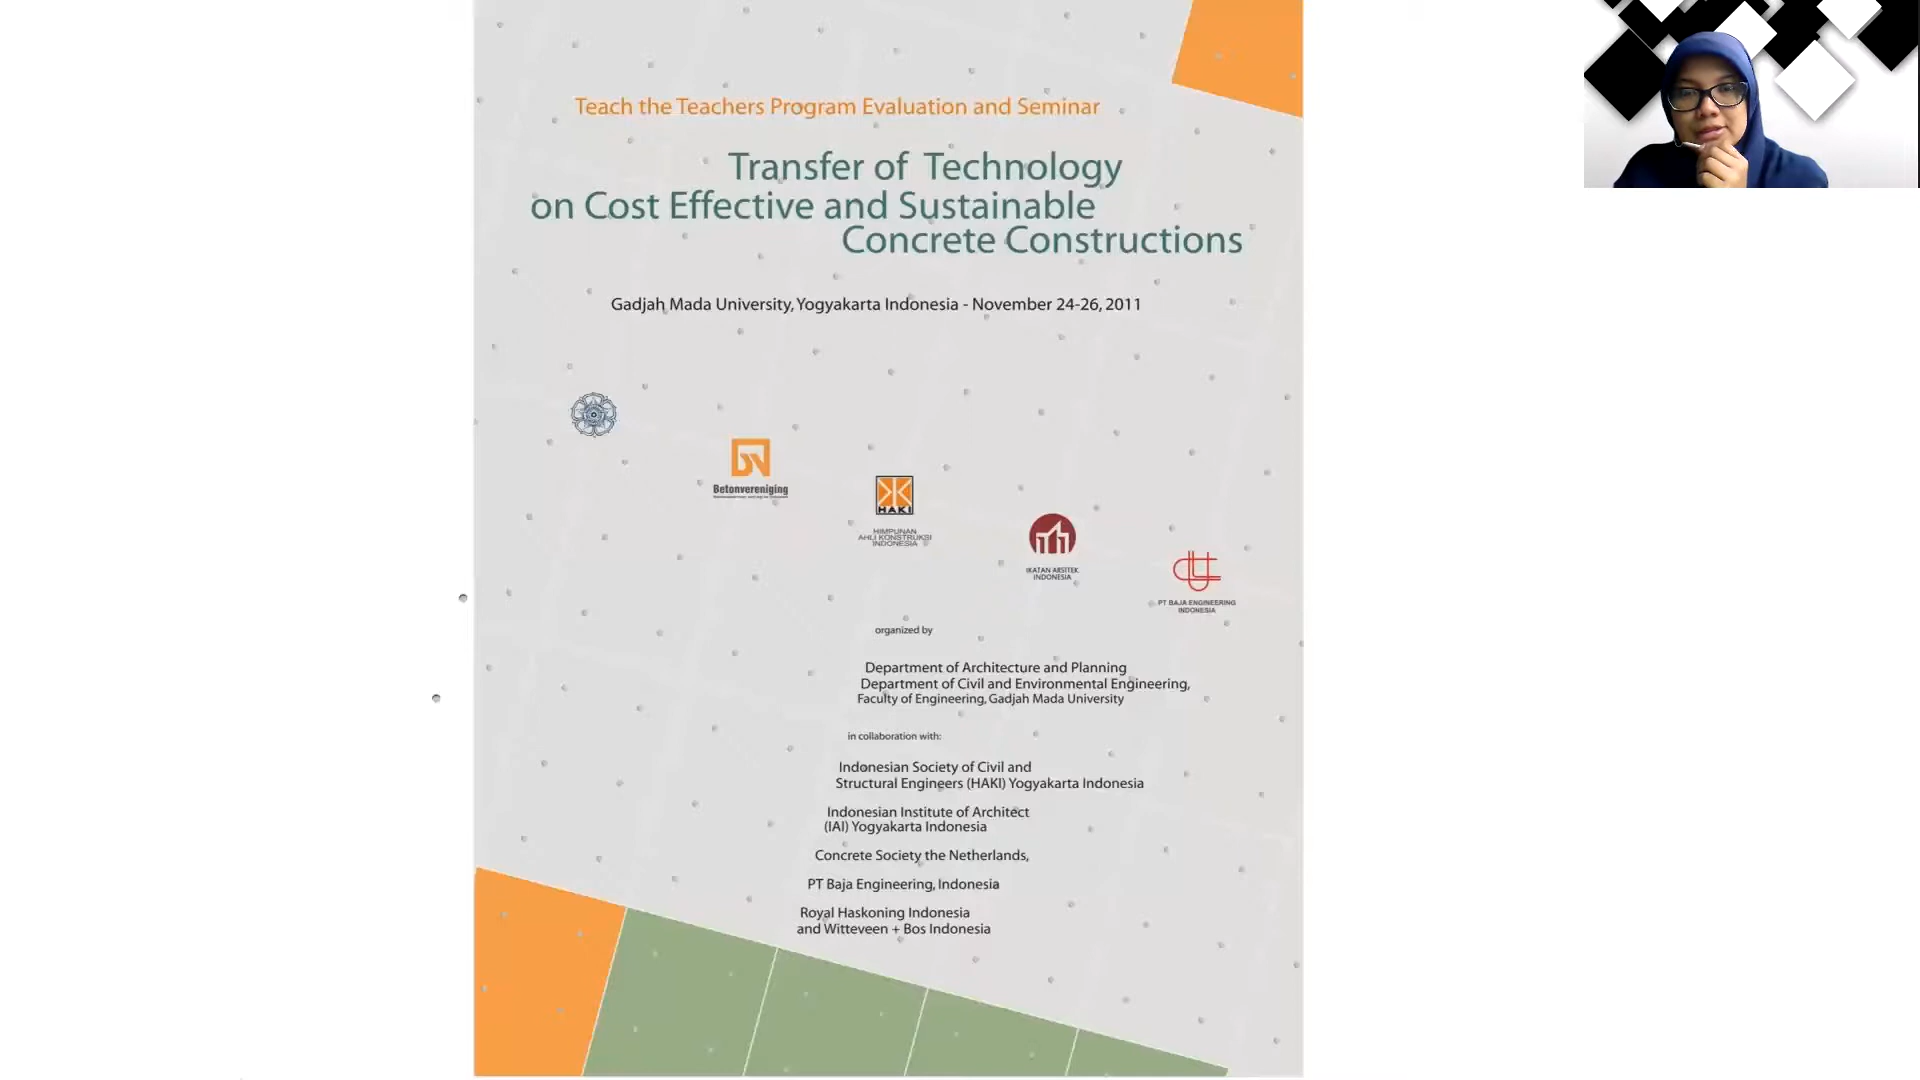 Teach the Teachers Program Evaluation and Seminar
Transfer of Technology
on Cost Effective and Sustainable
Concrete Constructions
Gadjah Mada University, Yogyakarta Indonesia - November 24-26, 2011
Betonvereniging
HAKI
HIMPUNAN
AHLI KONSTRUKSI
INDONESIA
IKATAN ARSITEK
INDONESIA
PT BAJA ENGINEERING
INDONESIA
organized by
Department of Architecture and Planning
Department of Civil and Environmental Engineering,
Faculty of Engineering, Gadjah Mada University
in collaboration with:
Indonesian Society of Civil and
Structural Engineers (HAKI) Yogyakarta Indonesia
Indonesian Institute of Architect
(IAI) Yogyakarta Indonesia
Concrete Society the Netherlands,
PT Baja Engineering, Indonesia
Royal Haskoning Indonesia
and Witteveen + Bos Indonesia